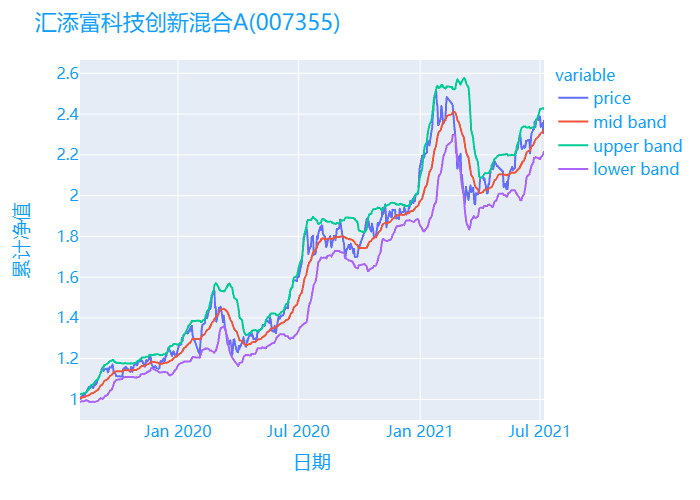 汇添富科技创新混合A(007355)
variable
price
mid band
upper band
lower band
累计净值
2.6
2.4
2.2
2
1.8
1.6
1.4
1.2
1
Jan 2020
Jul 2020
Jan 2021
Jul 2021
日期